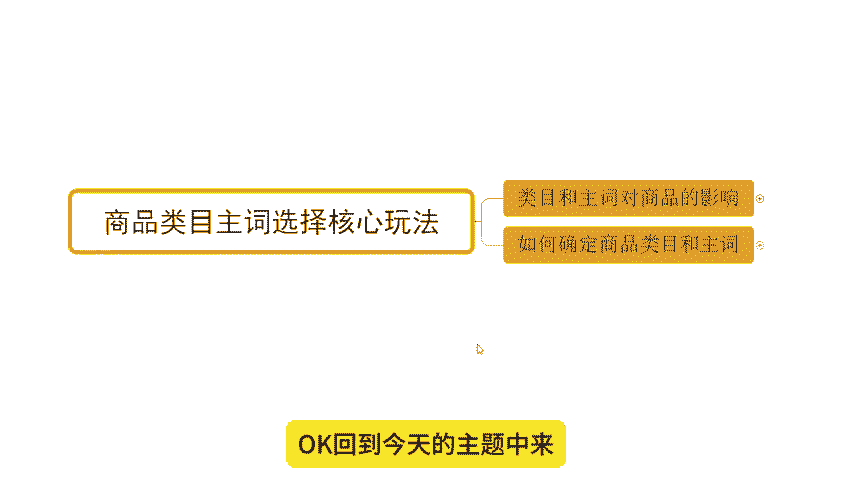 商品类目主词选择核心玩法
类目和主词对商品的影响
如何确定商品类目和主词
OK回到今天的主题中来